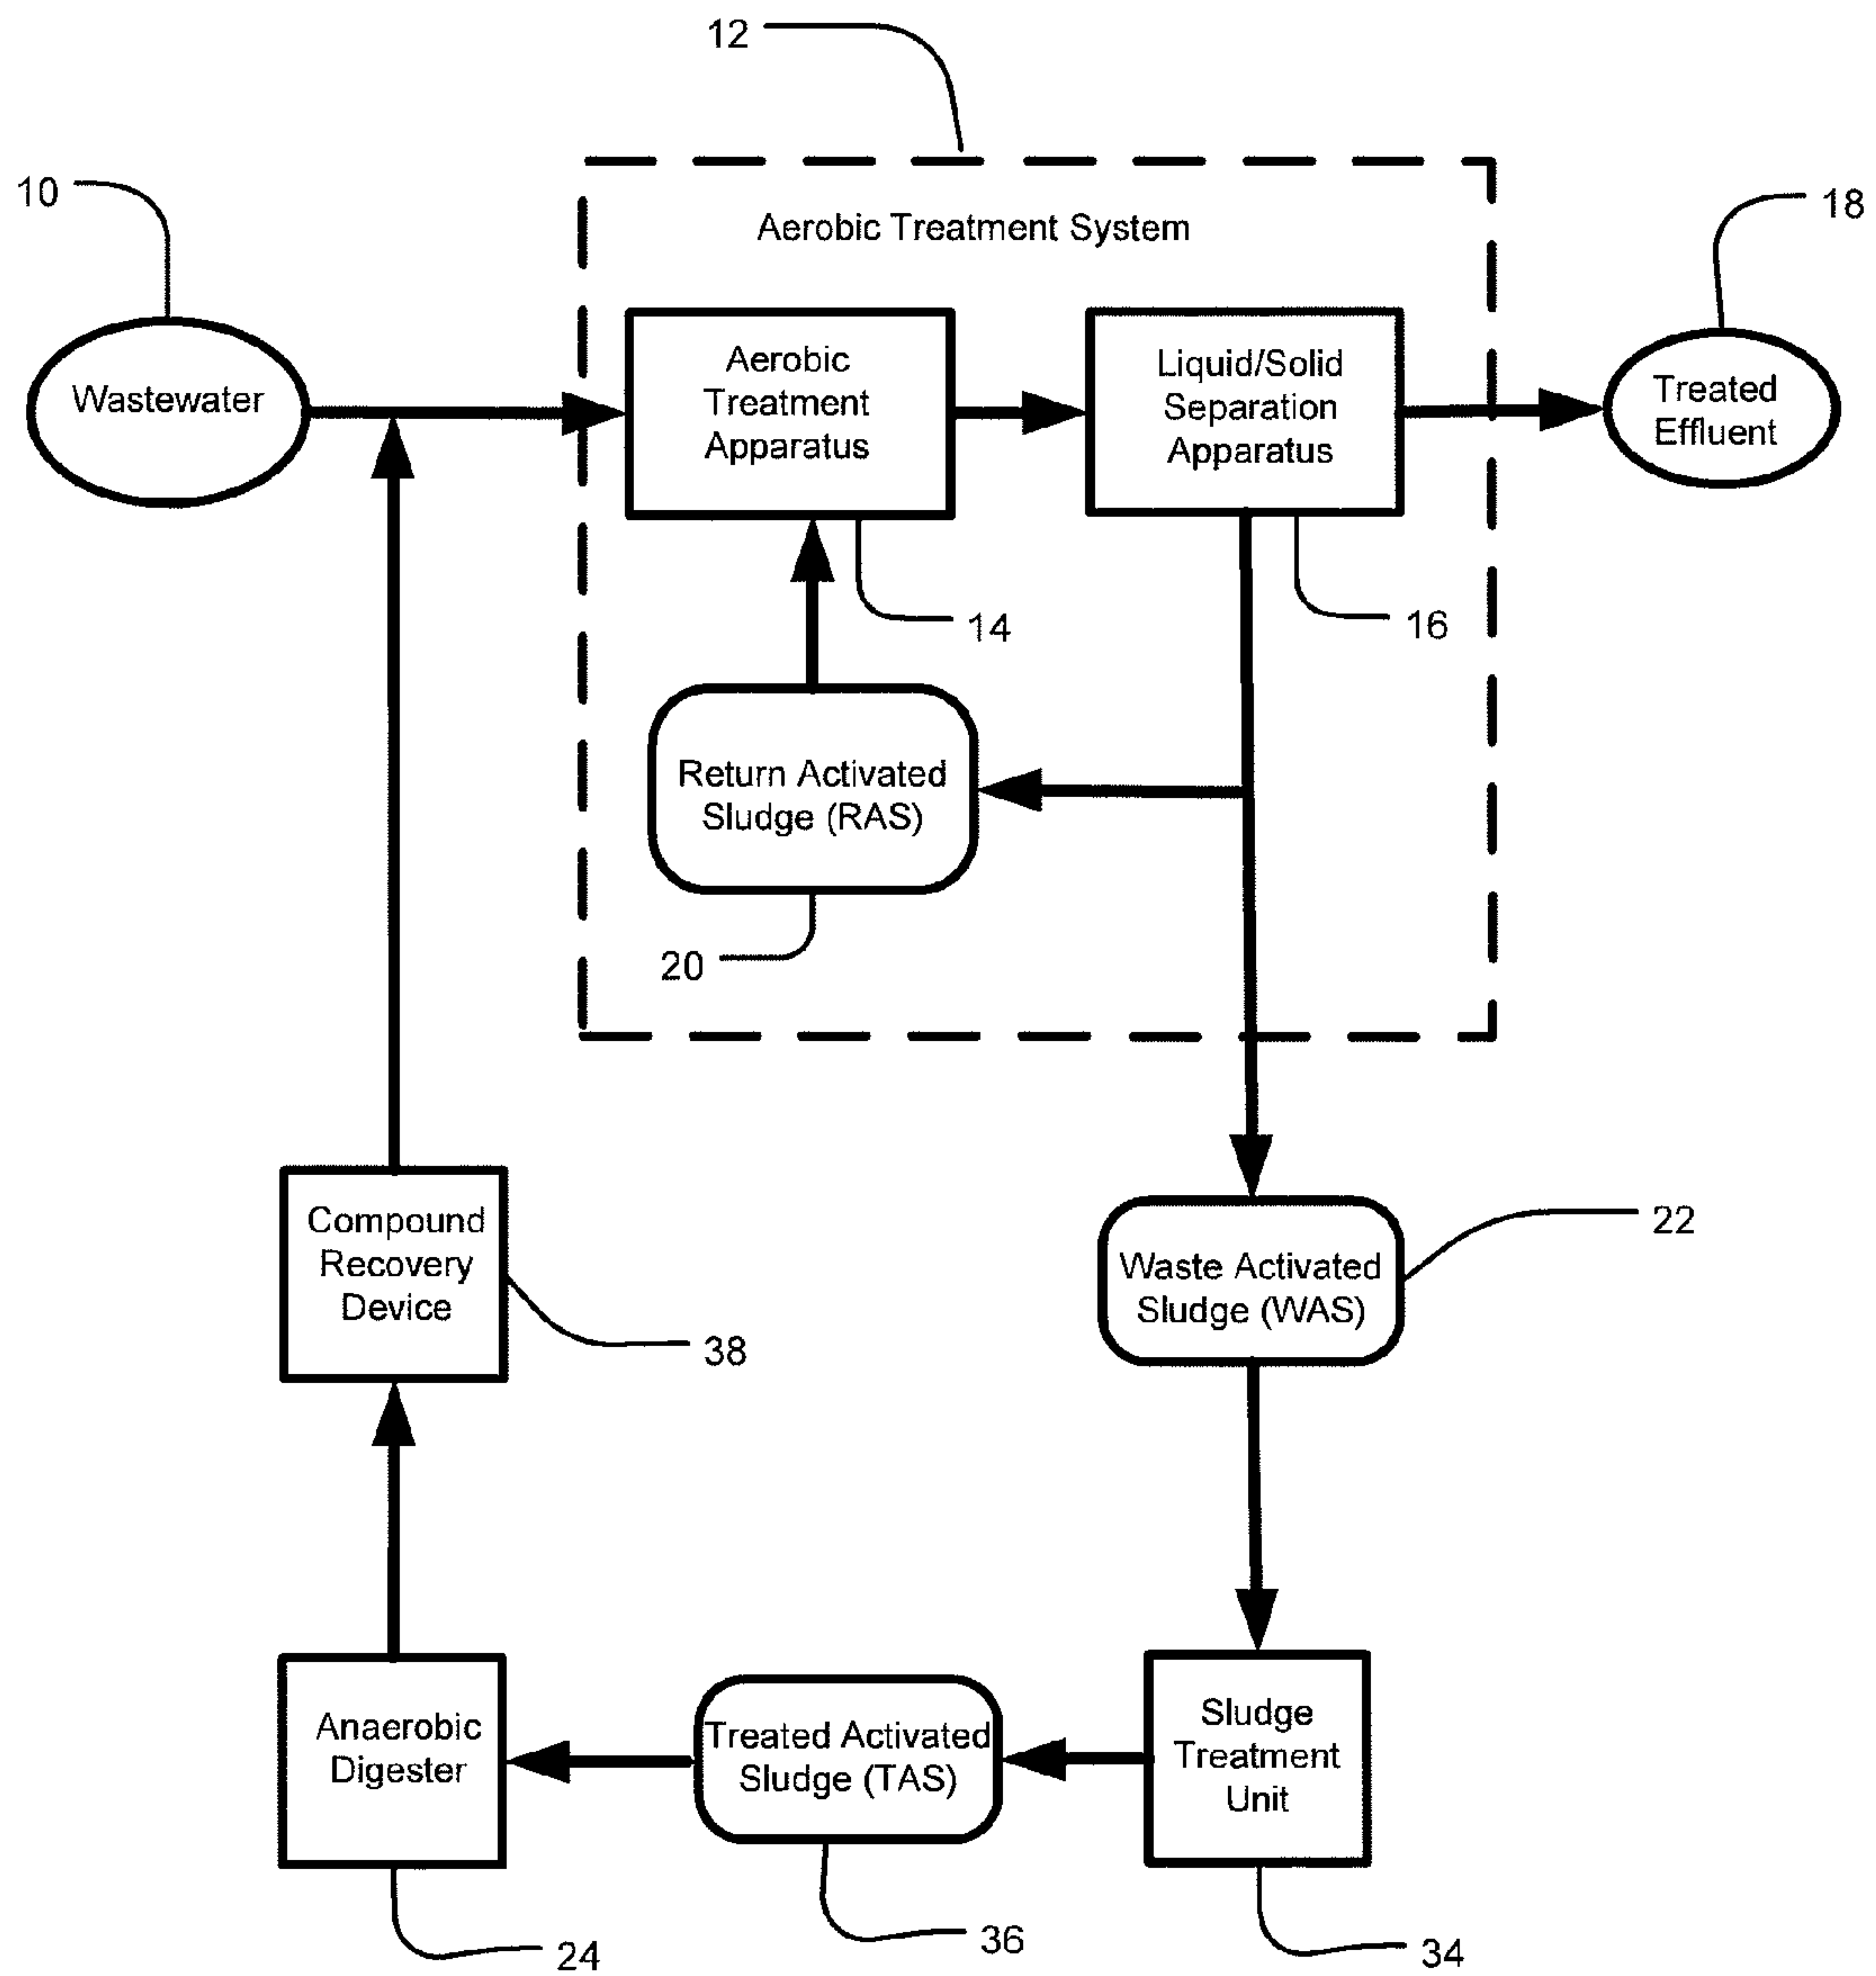 12
10
18
Aerobic Treatment System
Wastewater
Aerobic
Treatment
Apparatus
Liquid/Solid
Separation
Apparatus
Treated
Effluent
14
16
Return Activated
Sludge (RAS)
20
Compound
Recovery
Device
38
Waste Activated
Sludge (WAS)
22
Anaerobic
Digester
Treated Activated
Sludge (TAS)
Sludge
Treatment
Unit
24
36
34